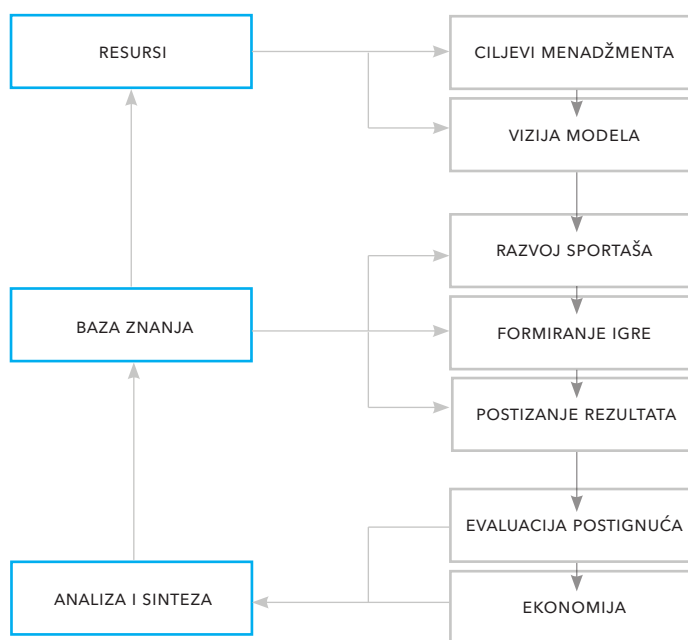 RESURSI
CILJEVI MENADŽMENTA
VIZIJA MODELA
RAZVOJ SPORTAŠA
BAZA ZNANJA
FORMIRANJE IGRE
POSTIZANJE REZULTATA
EVALUACIJA POSTIGNUĆA
ANALIZA I SINTEZA
EKONOMIJA